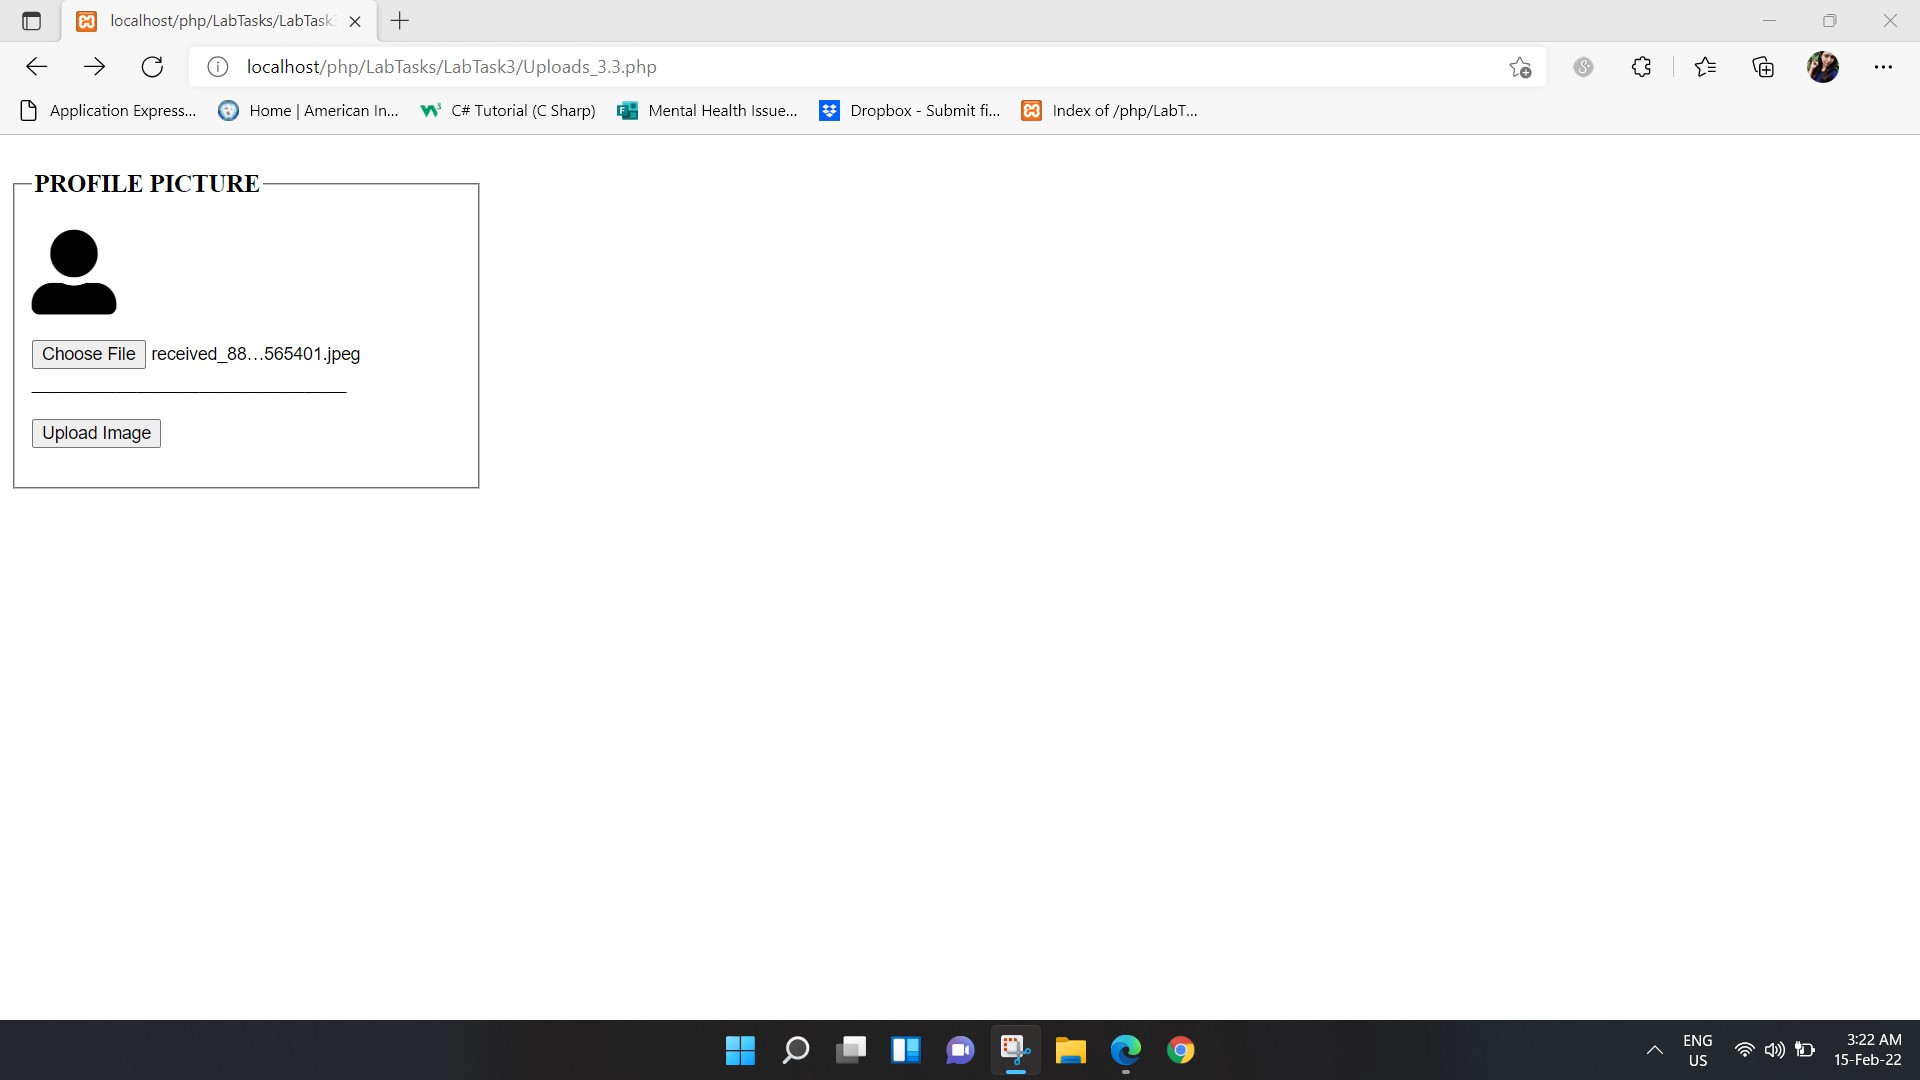 localhost/php/LabTasks/LabTask3
localhost/php/LabTasks/LabTask3/Uploads_3.3.php
Application Express...
Home | American In...
C# Tutorial (C Sharp)
Mental Health Issue...
Dropbox - Submit fi...
Index of /php/LabT...
PROFILE PICTURE
Choose File received_88...565401.jpeg
______________________________
Upload Image
ENG
US
3:22 AM
15-Feb-22